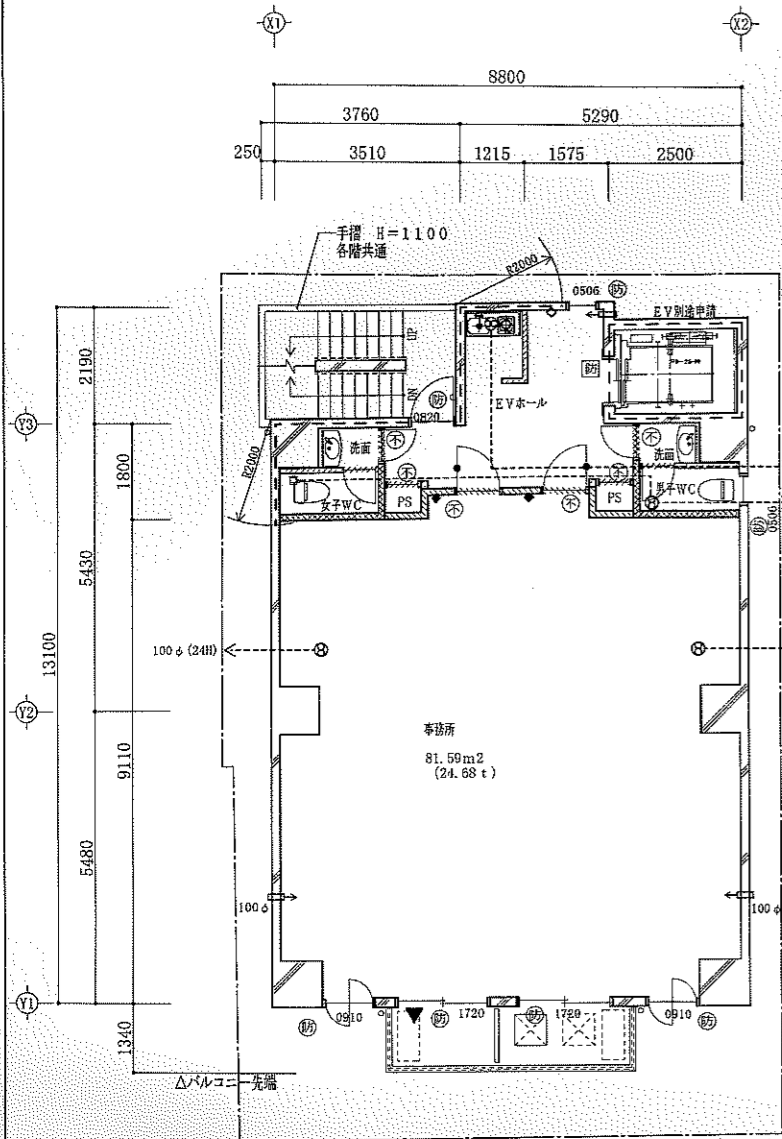 X1
X2
8800
3760
5290
250
3510
1215
1575
2500
手摺 H=1100
各階共通
R2000
0506
防
EV別途申請
2190
UP
防
DN
防
EVホール
Y3
0820
不
不
洗面
洗面
R2000
1800
不
不
女子WC
PS
不
不
PS
男子WC
防
0506
5430
13100
100φ(24H)
Y2
事務所
9110
81.59m2
(24.68t)
5480
100φ
100φ
Y1
0910
1720
1720
0910
防
防
防
防
1340
△バルコニー先端